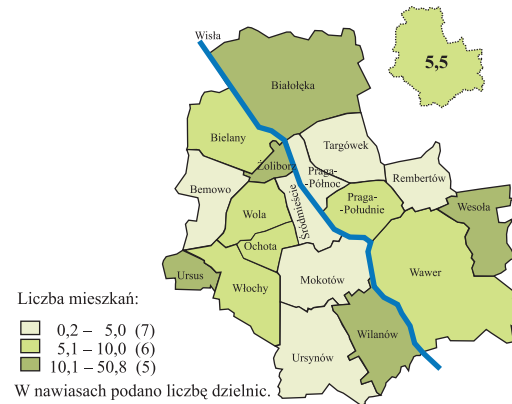 Wisła
Białołęka
5,5
Bielany
Targówek
Żoliborz
Praga-
-Północ
Rembertów
Bemowo
Śródmieście
Praga-
-Południe
Wesoła
Wola
Ochota
Wawer
Ursus
Włochy
Mokotów
Wilanów
Ursynów
Liczba mieszkań:
0,2 – 5,0 (7)
5,1 – 10,0 (6)
10,1 – 50,8 (5)
W nawiasach podano liczbę dzielnic.